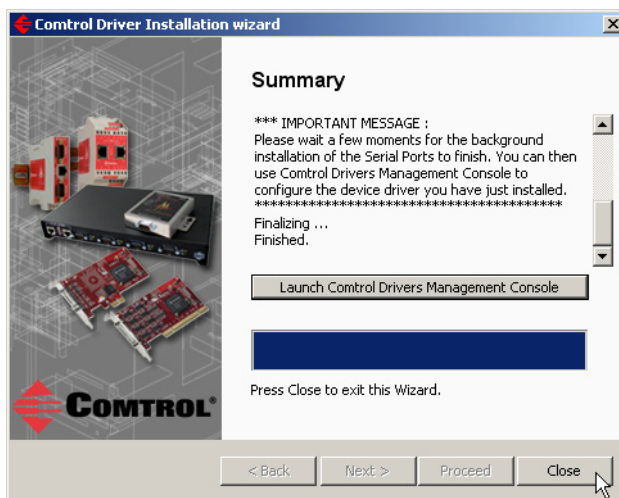 Comtrol Driver Installation wizard
Summary
*** IMPORTANT MESSAGE :
Please wait a few moments for the background
installation of the Serial Ports to finish. You can then
use Comtrol Drivers Management Console to
configure the device driver you have just installed.
******************************************
Finalizing ...
Finished.
Launch Comtrol Drivers Management Console
Press Close to exit this Wizard.
COMTROL®
< Back Next > Proceed Close